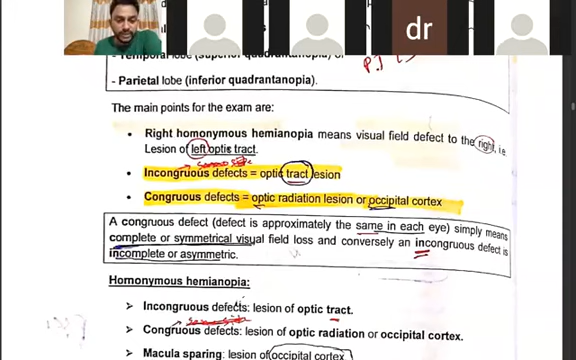 dr
- Temporal lobe (superior quadrantanopia) or
- Parietal lobe (inferior quadrantanopia).
The main points for the exam are:
• Right homonymous hemianopia means visual field defect to the right, i.e.
Lesion of left optic tract.
• Incongruous defects = optic tract lesion
• Congruous defects = optic radiation lesion or occipital cortex
A congruous defect (defect is approximately the same in each eye) simply means
complete or symmetrical visual field loss and conversely an incongruous defect is
incomplete or asymmetric.
Homonymous hemianopia:
➢ Incongruous defects: lesion of optic tract.
➢ Congruous defects: lesion of optic radiation or occipital cortex.
➢ Macula sparing: lesion of occipital cortex.